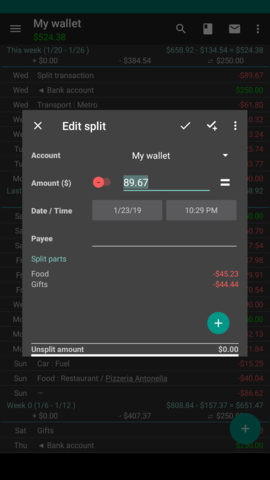 My wallet
$524.38
This week (1/20 - 1/26 )
$658.92 - $134.54 = $524.38
+ $0.00
- $384.54
⇄ $250.00
Wed Split transaction -$89.67
Wed ◄ Bank account $250.00
Wed Transport : Metro -$61.80
Edit split
Account My wallet
Amount ($) 89.67
Date / Time 1/23/19 10:29 PM
Payee
Split parts
Food -$45.23
Gifts -$44.44
Unsplit amount $0.00
Sun Car : Fuel -$15.25
Sun Food : Restaurant / Pizzeria Antonella -$40.04
Sun — -$86.62
Week 0 (1/6 - 1/12 )
$808.84 - $157.37 = $651.47
+ $0.00
- $407.37
⇄ $250.
Sat Gifts
Thu ◄ Bank account $250.00